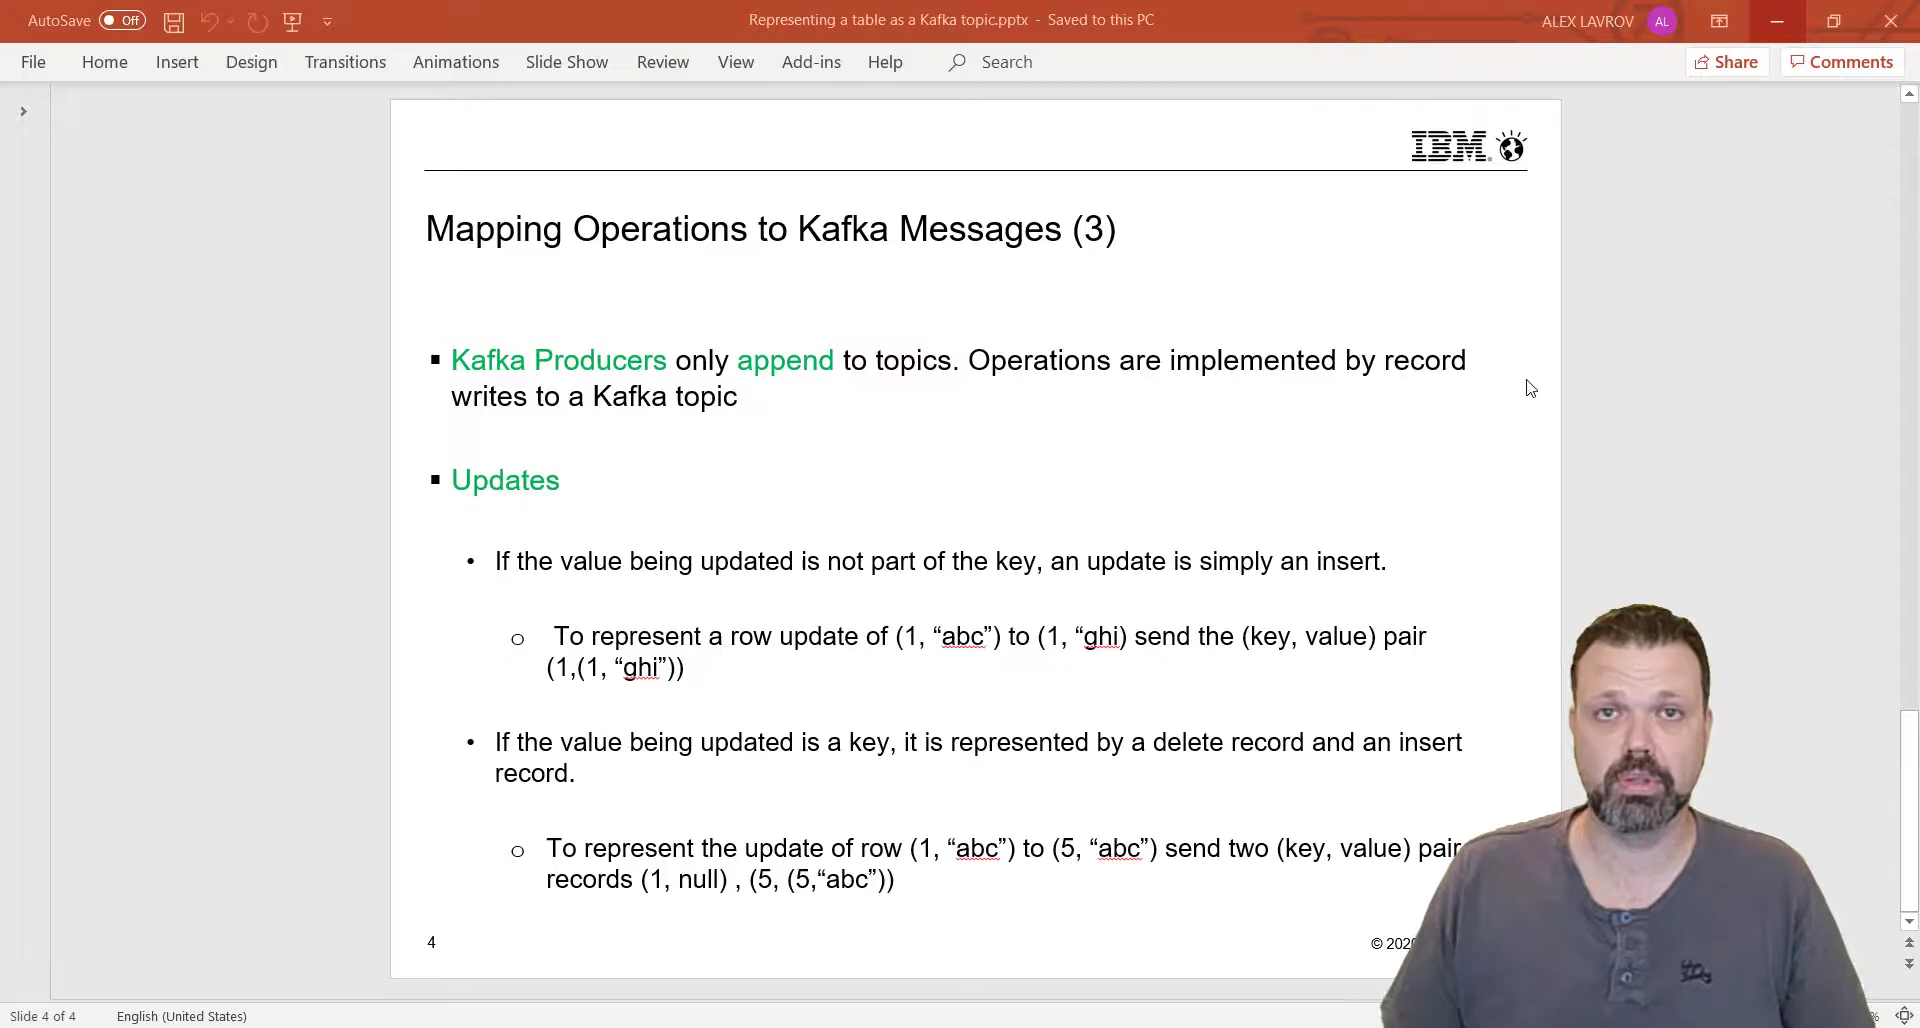 AutoSave Off Representing a table as a Kafka topic.pptx - Saved to this PC ALEX LAVROV AL
File Home Insert Design Transitions Animations Slide Show Review View Add-ins Help Search Share Comments
IBM
Mapping Operations to Kafka Messages (3)
▪ Kafka Producers only append to topics. Operations are implemented by record
writes to a Kafka topic
▪ Updates
• If the value being updated is not part of the key, an update is simply an insert.
o To represent a row update of (1, “abc”) to (1, “ghi) send the (key, value) pair
(1,(1, “ghi”))
• If the value being updated is a key, it is represented by a delete record and an insert
record.
o To represent the update of row (1, “abc”) to (5, “abc”) send two (key, value) pair
records (1, null) , (5, (5,“abc”))
4
©
Slide 4 of 4 English (United States) %